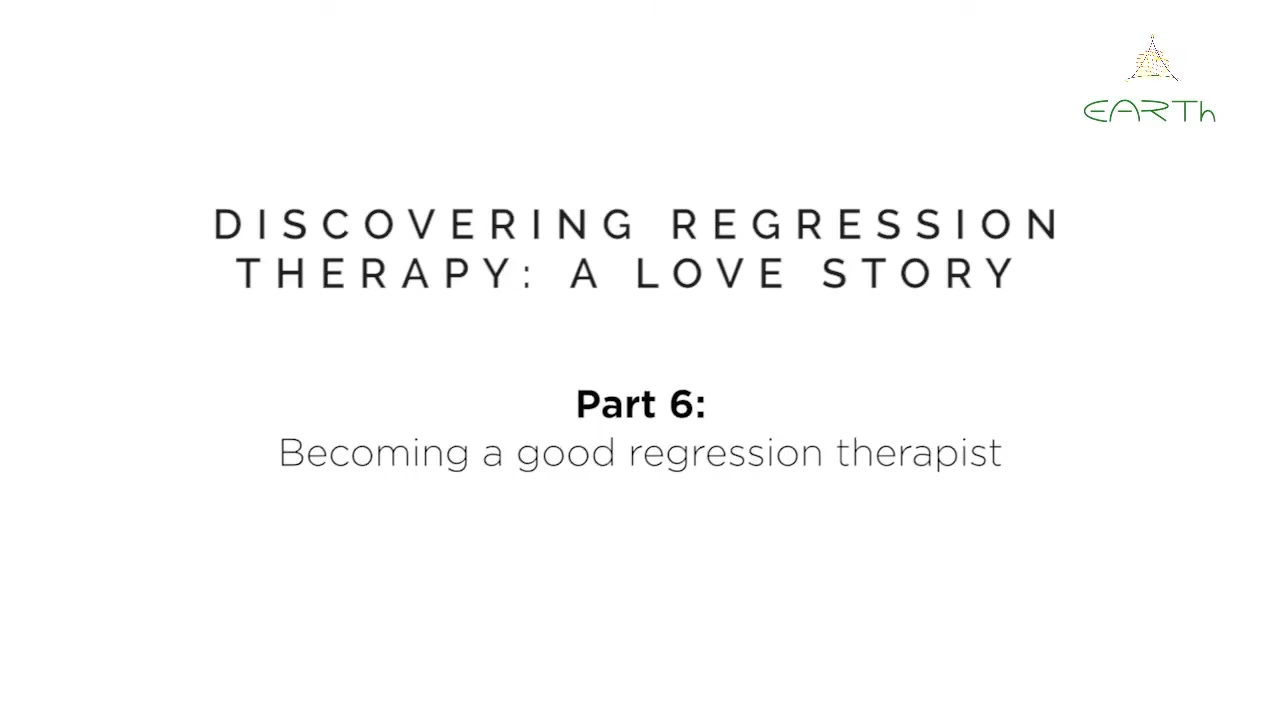 EARTh
DISCOVERING REGRESSION
THERAPY: A LOVE STORY
Part 6:
Becoming a good regression therapist